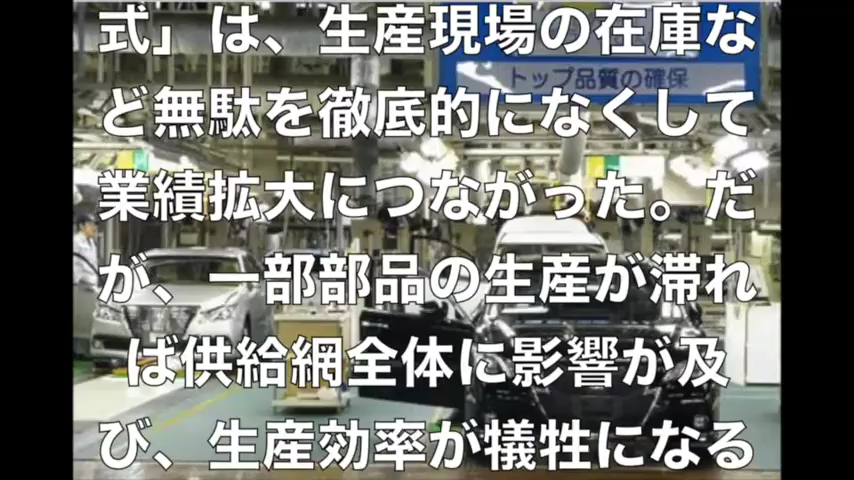 式」は、生産現場の在庫な
トップ品質の確保
ど無駄を徹底的になくして
業績拡大につながった。だ
が、一部部品の生産が滞れ
ば供給網全体に影響が及
び、生産効率が犠牲になる